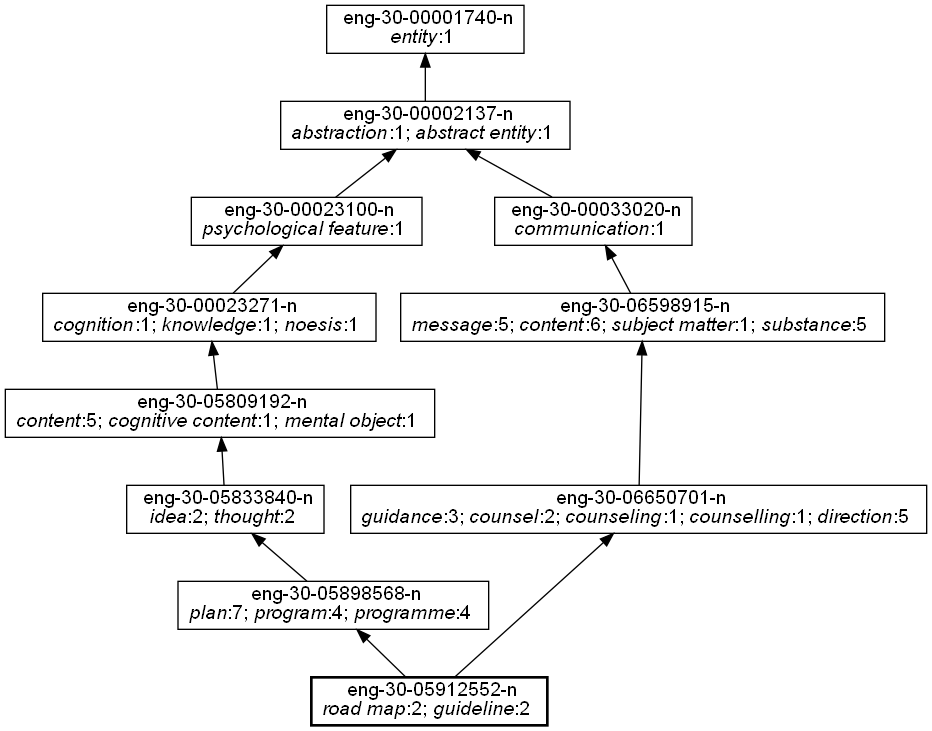 eng-30-00001740-n
entity:1
eng-30-00002137-n
abstraction:1; abstract entity:1
eng-30-00023100-n
psychological feature:1
eng-30-00033020-n
communication:1
eng-30-00023271-n
cognition:1; knowledge:1; noesis:1
eng-30-06598915-n
message:5; content:6; subject matter:1; substance:5
eng-30-05809192-n
content:5; cognitive content:1; mental object:1
eng-30-05833840-n
idea:2; thought:2
eng-30-06650701-n
guidance:3; counsel:2; counseling:1; counselling:1; direction:5
eng-30-05898568-n
plan:7; program:4; programme:4
eng-30-05912552-n
road map:2; guideline:2